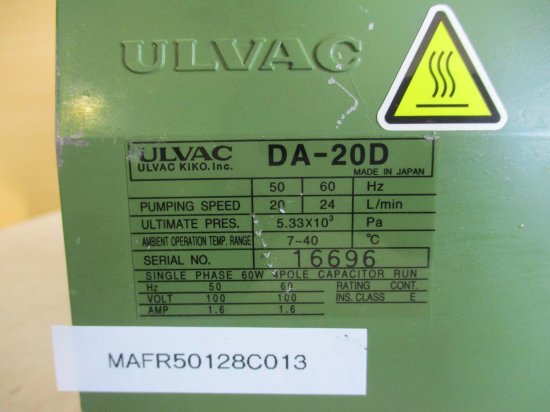 ULVAC
ULVAC DA-20D
ULVAC KIKO. Inc. MADE IN JAPAN
50 60 Hz
PUMPING SPEED 20 24 L/min
ULTIMATE PRES. 5.33X10³ Pa
AMBIENT OPERATION TEMP. RANGE 7~40 ℃
SERIAL NO. 16696
SINGLE PHASE 60W 4POLE CAPACITOR RUN
Hz 50 60 RATING CONT.
VOLT 100 100 INS. CLASS E
AMP 1.6 1.6
MAFR50128C013